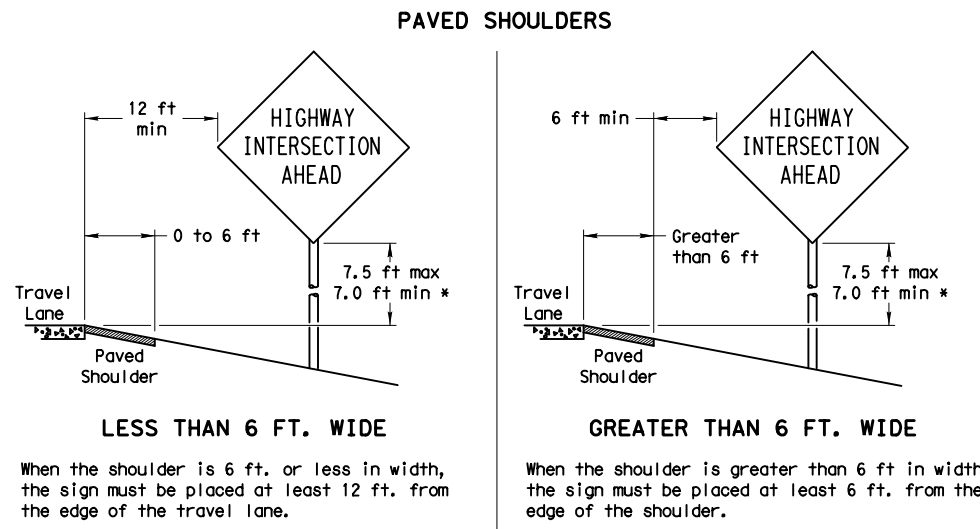 PAVED SHOULDERS
12 ft
min
HIGHWAY
INTERSECTION
AHEAD
0 to 6 ft
7.5 ft max
7.0 ft min *
Travel
Lane
Paved
Shoulder
LESS THAN 6 FT. WIDE
When the shoulder is 6 ft. or less in width,
the sign must be placed at least 12 ft. from
the edge of the travel lane.
6 ft min
HIGHWAY
INTERSECTION
AHEAD
Greater
than 6 ft
7.5 ft max
7.0 ft min *
Travel
Lane
Paved
Shoulder
GREATER THAN 6 FT. WIDE
When the shoulder is greater than 6 ft in width
the sign must be placed at least 6 ft. from the
edge of the shoulder.